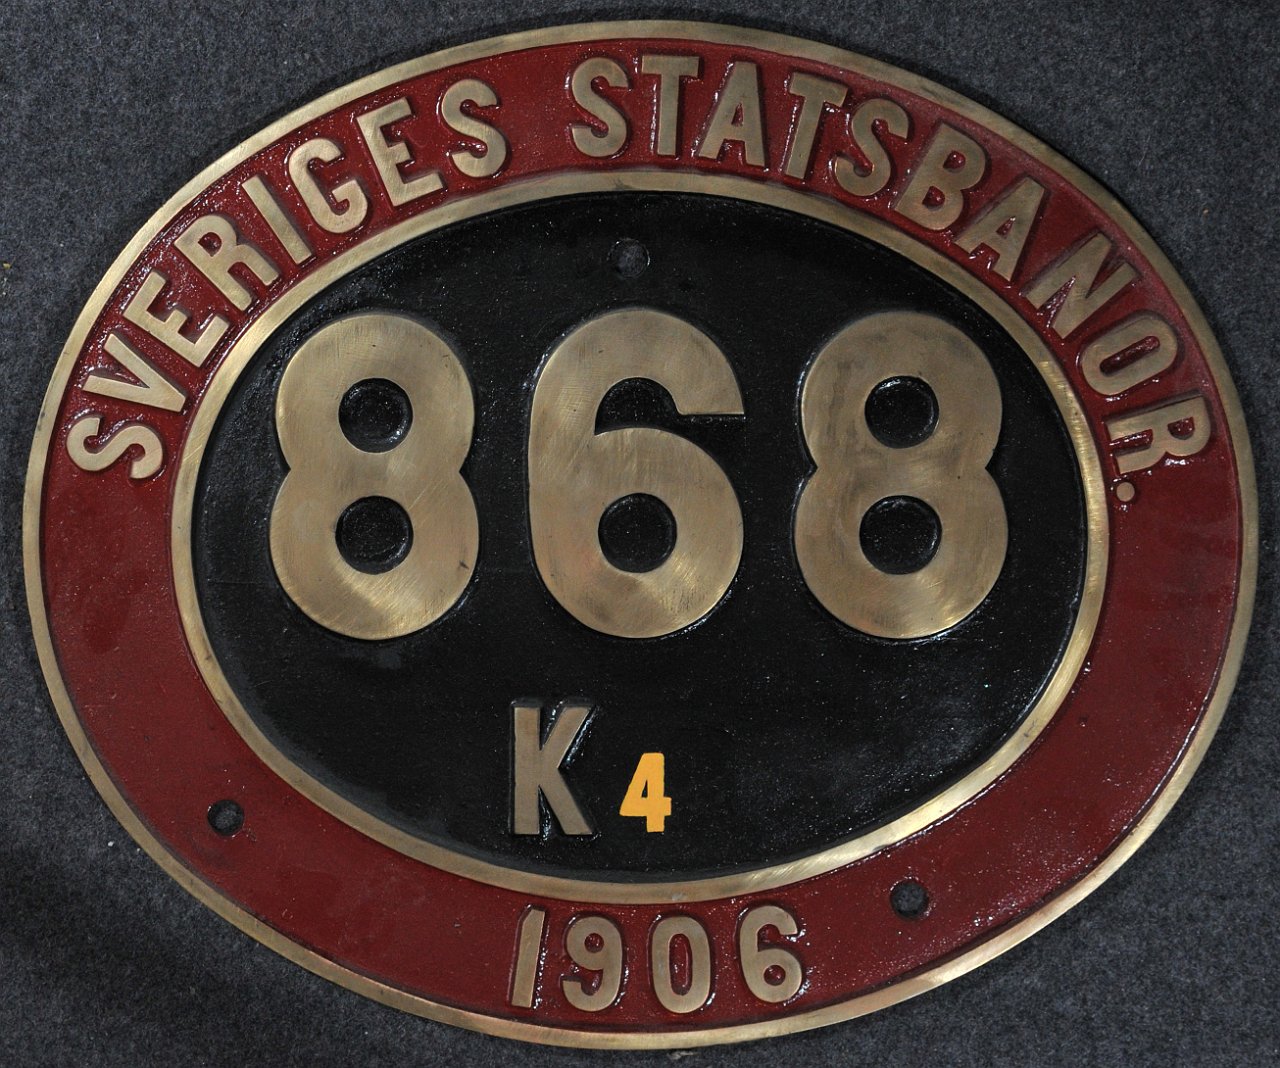 SVERIGES STATSBANOR.
868
K4
1906